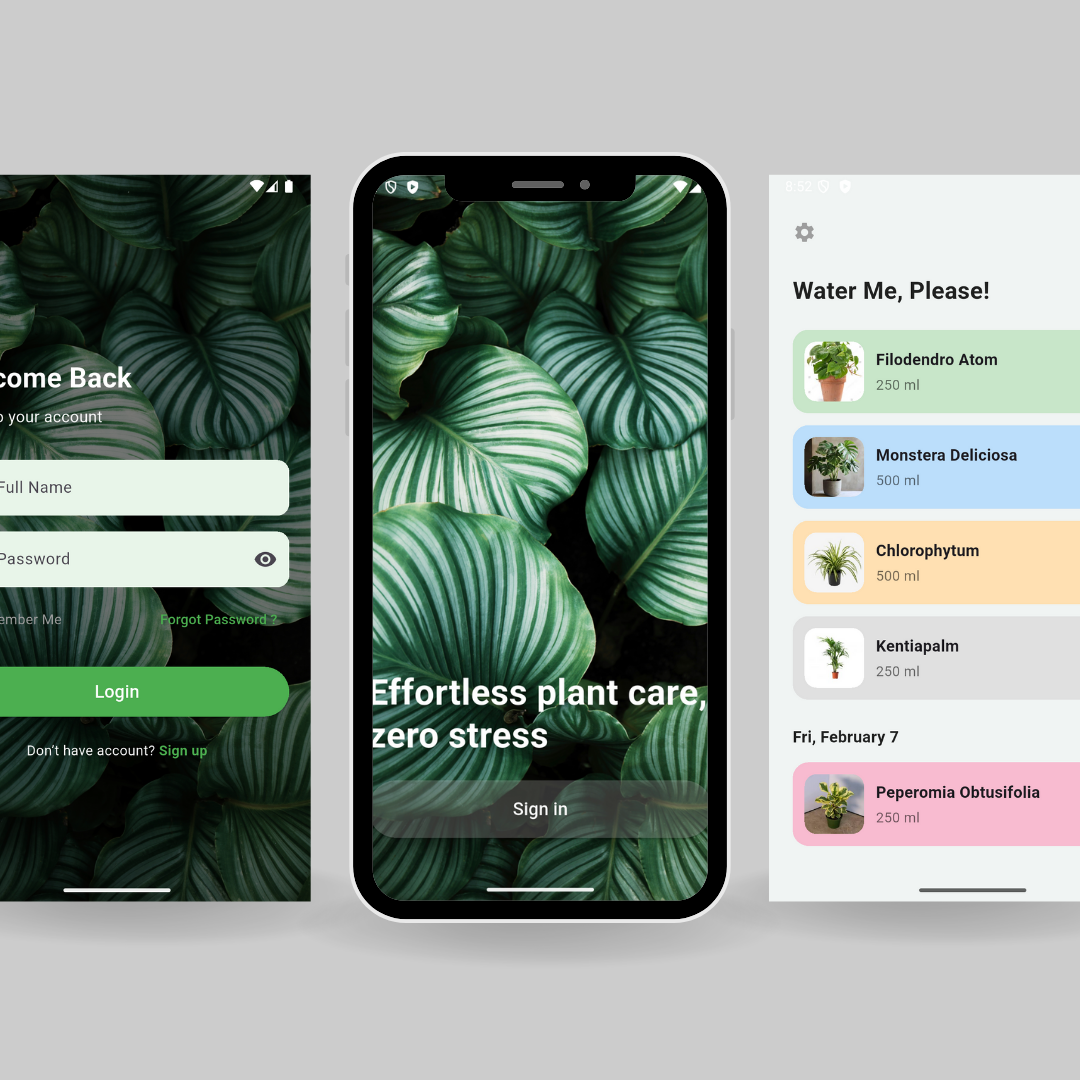 come Back
o your account
Full Name
Password
ember Me
Forgot Password ?
Login
Don't have account? Sign up
Effortless plant care,
zero stress
Sign in
8:52
Water Me, Please!
Filodendro Atom
250 ml
Monstera Deliciosa
500 ml
Chlorophytum
500 ml
Kentiapalm
250 ml
Fri, February 7
Peperomia Obtusifolia
250 ml